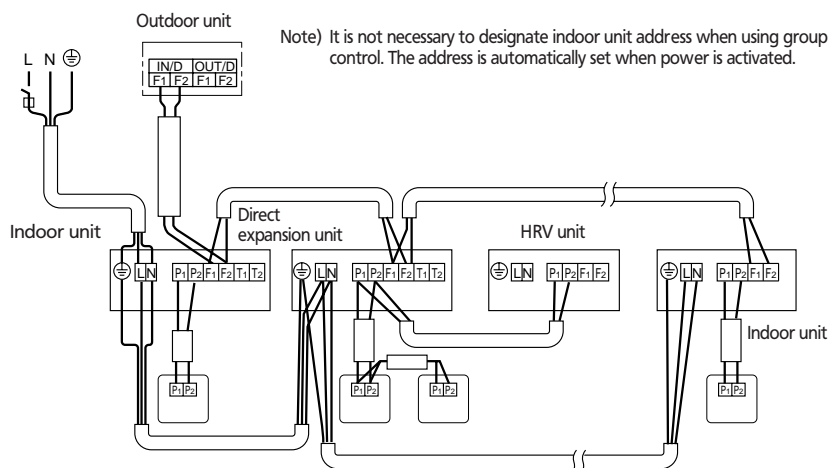 Outdoor unit
Note) It is not necessary to designate indoor unit address when using group
control. The address is automatically set when power is activated.
L N
IN/D OUT/D
F1 F2 F1 F2
Indoor unit
Direct
expansion unit
HRV unit
L N P1 P2 F1 F2 T1 T2
L N P1 P2 F1 F2 T1 T2
L N P1 P2 F1 F2
L N P1 P2 F1 F2
Indoor unit
P1 P2
P1 P2
P1 P2
P1 P2